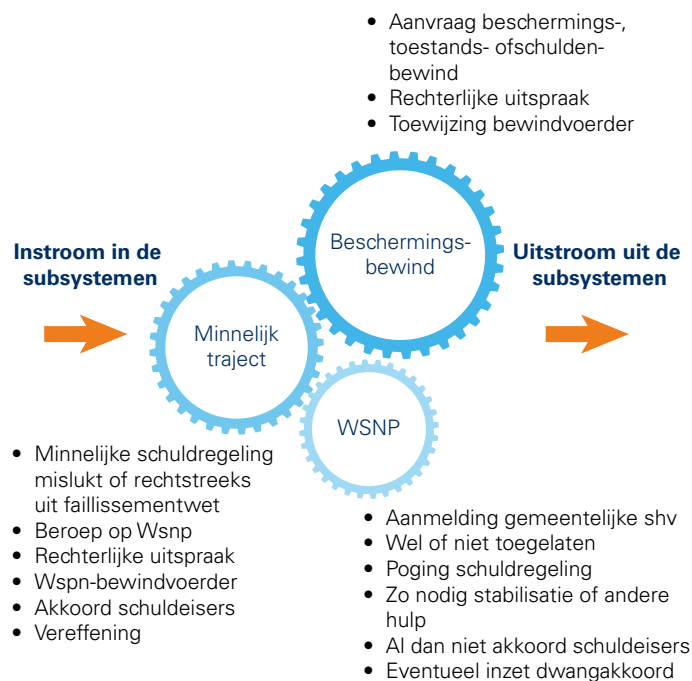 • Aanvraag beschermings-,
toestands- ofschulden-
bewind
• Rechterlijke uitspraak
• Toewijzing bewindvoerder
Instroom in de
subsystemen
Beschermings-
bewind
Uitstroom uit de
subsystemen
Minnelijk
traject
WSNP
• Minnelijke schuldregeling
mislukt of rechtstreeks
uit faillissementwet
• Beroep op Wsnp
• Rechterlijke uitspraak
• Wspn-bewindvoerder
• Akkoord schuldeisers
• Vereffening
• Aanmelding gemeentelijke shv
• Wel of niet toegelaten
• Poging schuldregeling
• Zo nodig stabilisatie of andere
hulp
• Al dan niet akkoord schuldeisers
• Eventueel inzet dwangakkoord